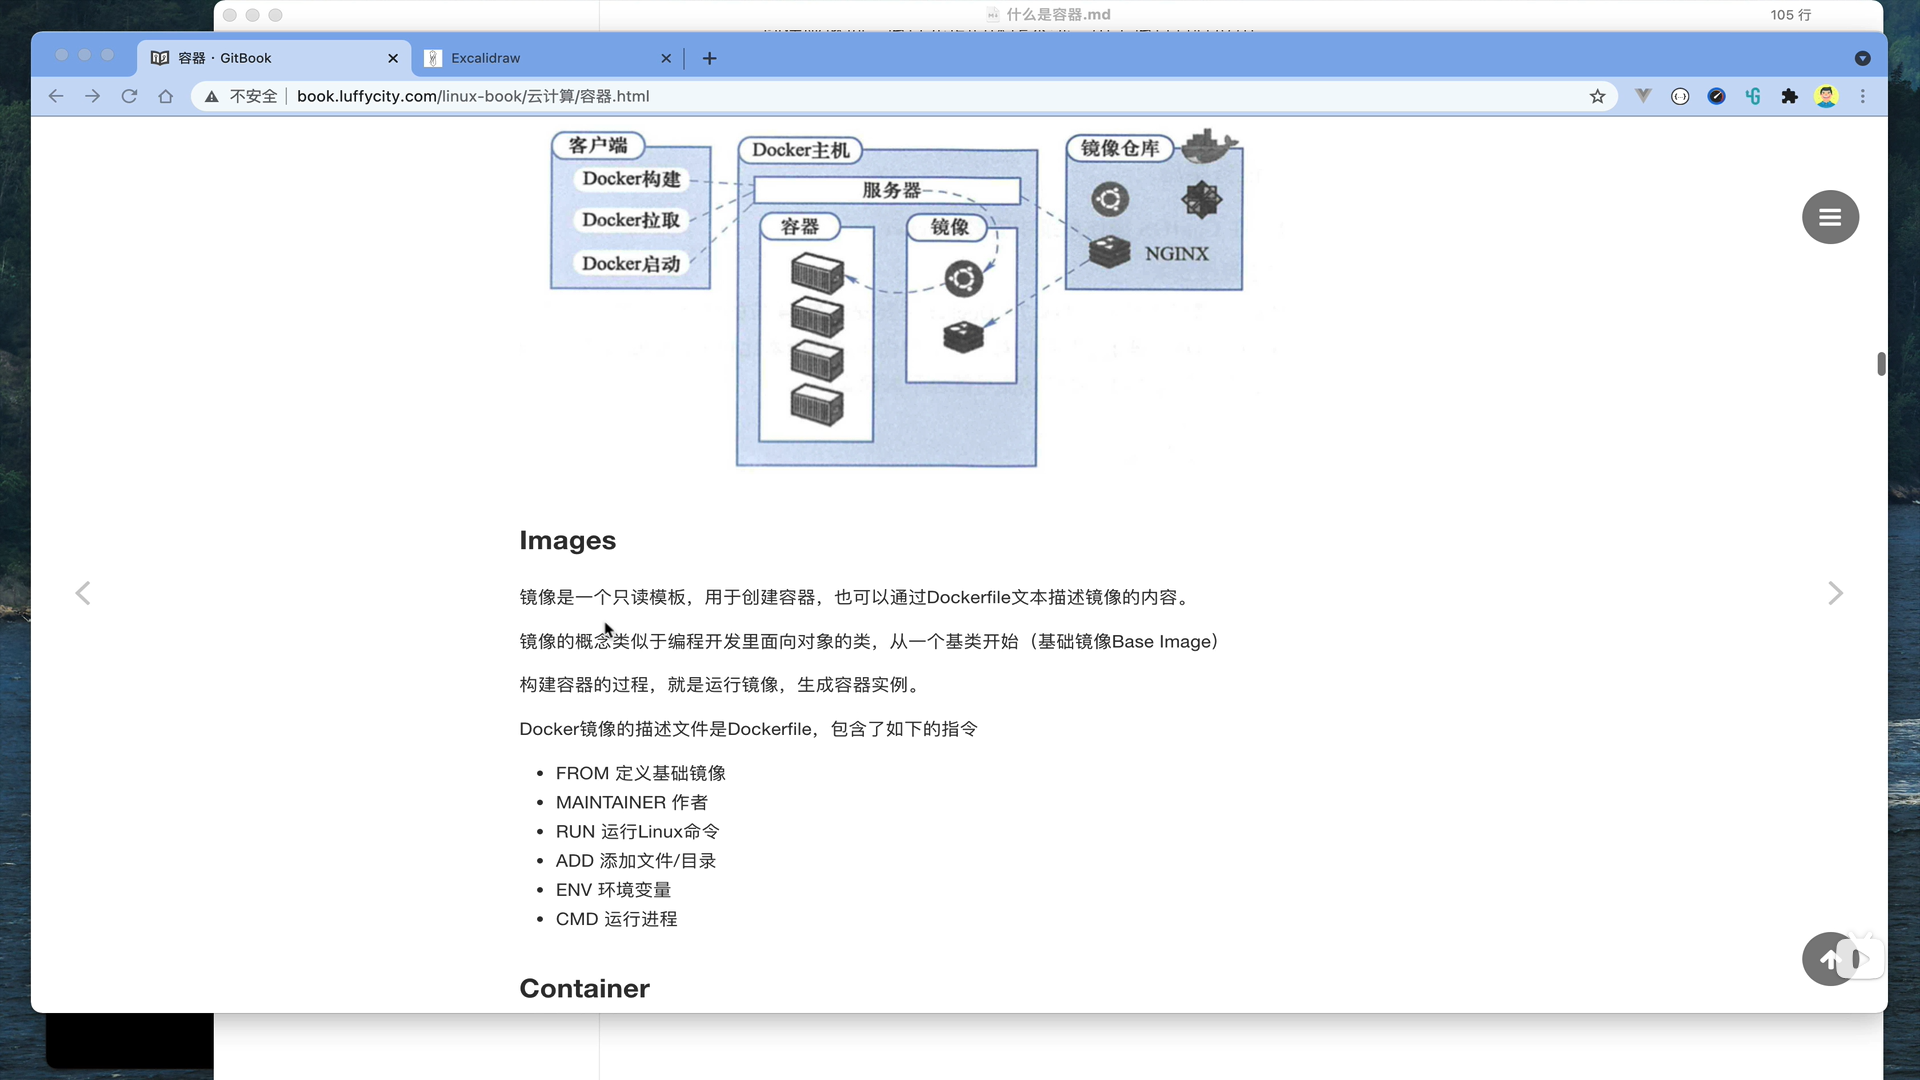 什么是容器.md
105 行
容器 · GitBook
Excalidraw
不安全
book.luffycity.com/linux-book/云计算/容器.html
客户端
Docker主机
镜像仓库
Docker构建
服务器
Docker拉取
容器
镜像
Docker启动
NGINX
Images
镜像是一个只读模板，用于创建容器，也可以通过Dockerfile文本描述镜像的内容。
镜像的概念类似于编程开发里面向对象的类，从一个基类开始（基础镜像Base Image）
构建容器的过程，就是运行镜像，生成容器实例。
Docker镜像的描述文件是Dockerfile，包含了如下的指令
• FROM 定义基础镜像
• MAINTAINER 作者
• RUN 运行Linux命令
• ADD 添加文件/目录
• ENV 环境变量
• CMD 运行进程
Container